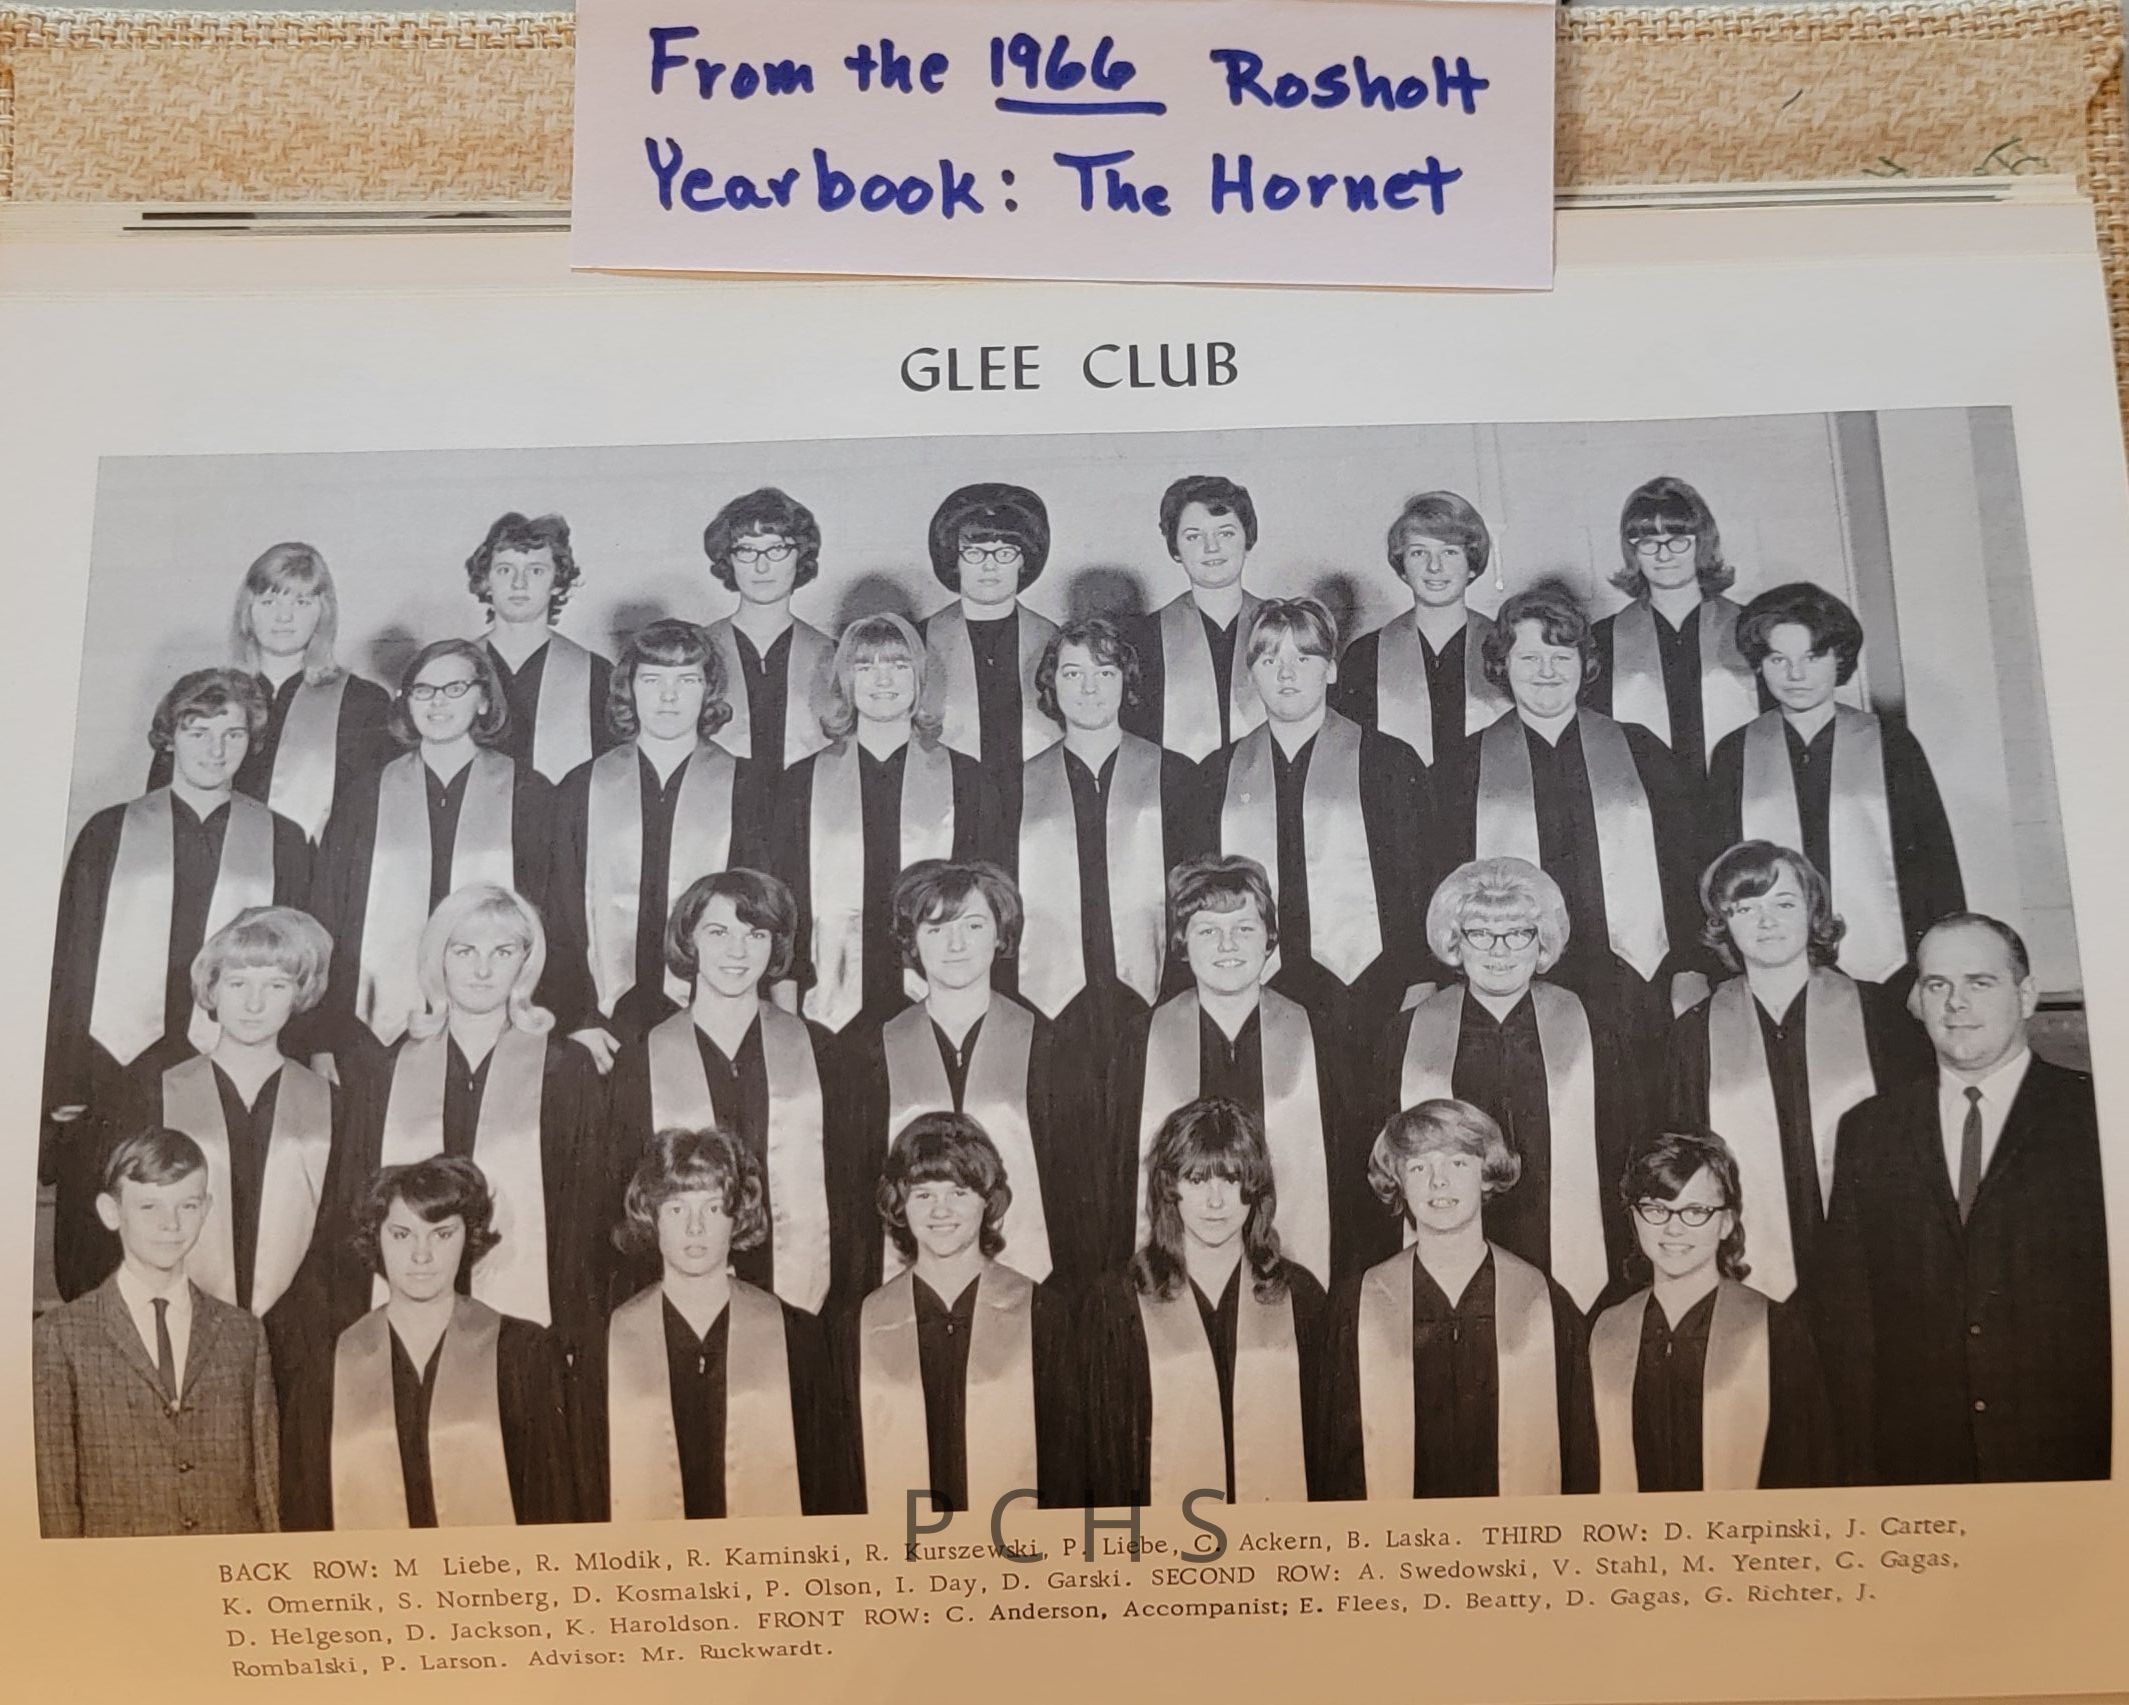 From the 1966 Rosholt
Yearbook: The Hornet
GLEE CLUB
PCHS
BACK ROW: M Liebe, R. Mlodik, R. Kaminski, R. Kurszewski, P. Liebe, C. Ackern, B. Laska. THIRD ROW: D. Karpinski, J. Carter,
K. Omernik, S. Nornberg, D. Kosmalski, P. Olson, I. Day, D. Garski. SECOND ROW: A. Swedowski, V. Stahl, M. Yenter, C. Gagas,
D. Helgeson, D. Jackson, K. Haroldson. FRONT ROW: C. Anderson, Accompanist; E. Flees, D. Beatty, D. Gagas, G. Richter, J.
Rombalski, P. Larson. Advisor: Mr. Ruckwardt.